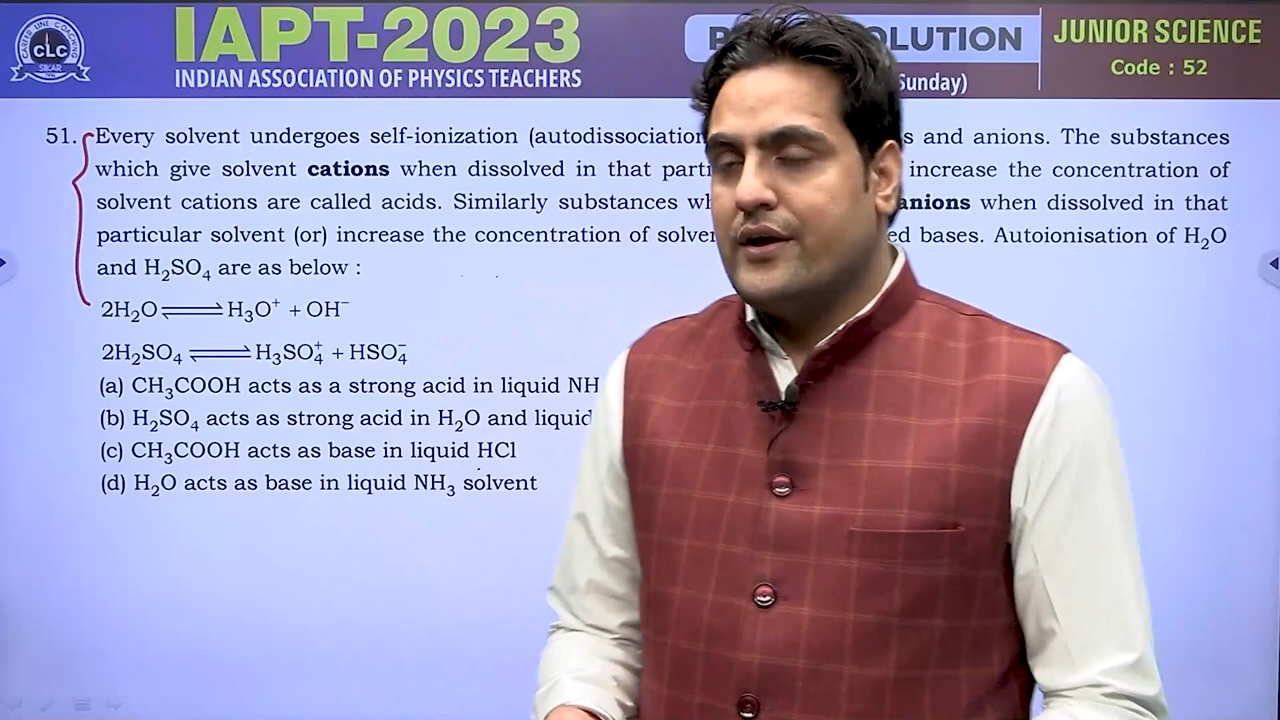 CAREER LINE COACHING
CLC
SIKAR
IAPT-2023
INDIAN ASSOCIATION OF PHYSICS TEACHERS
OLUTION
Sunday)
JUNIOR SCIENCE
Code : 52
51. Every solvent undergoes self-ionization (autodissociation s and anions. The substances
which give solvent cations when dissolved in that increase the concentration of
solvent cations are called acids. Similarly substances anions when dissolved in that
particular solvent (or) increase the concentration of bases. Autoionisation of H₂O
and H₂SO₄ are as below :
2H₂O ⇌ H₃O⁺ + OH⁻
2H₂SO₄ ⇌ H₃SO₄⁺ + HSO₄⁻
(a) CH₃COOH acts as a strong acid in liquid NH
(b) H₂SO₄ acts as strong acid in H₂O and liquid
(c) CH₃COOH acts as base in liquid HCl
(d) H₂O acts as base in liquid NH₃ solvent